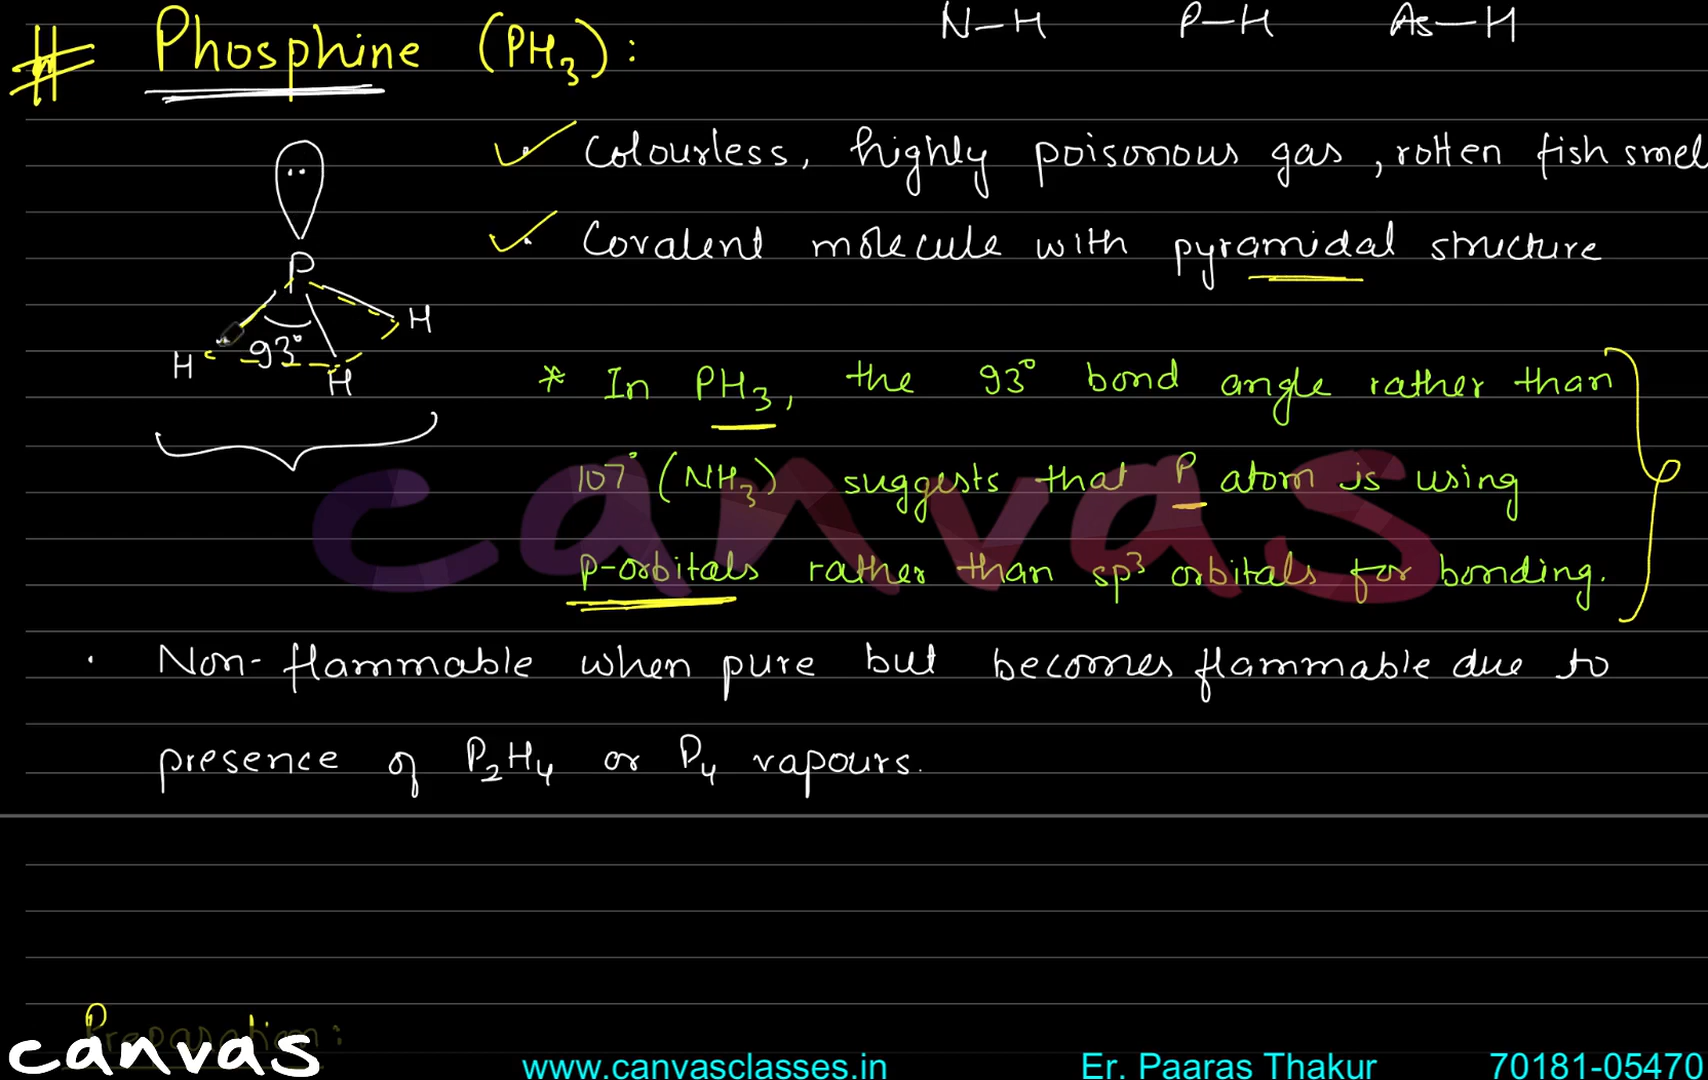 N-H P-H As-H
# Phosphine (PH3):
Colourless, highly poisonous gas, rotten fish smel
Covalent molecule with pyramidal structure
P
H
93°
H
H
* In PH3, the 93° bond angle rather than
107° (NH3) suggests that P atom is using
p-orbitals rather than sp³ orbitals for bonding.
canvas
· Non-flammable when pure but becomes flammable due to
presence of P2H4 or P4 vapours.
Preparation:
canvas
www.canvasclasses.in Er. Paaras Thakur 70181-05470